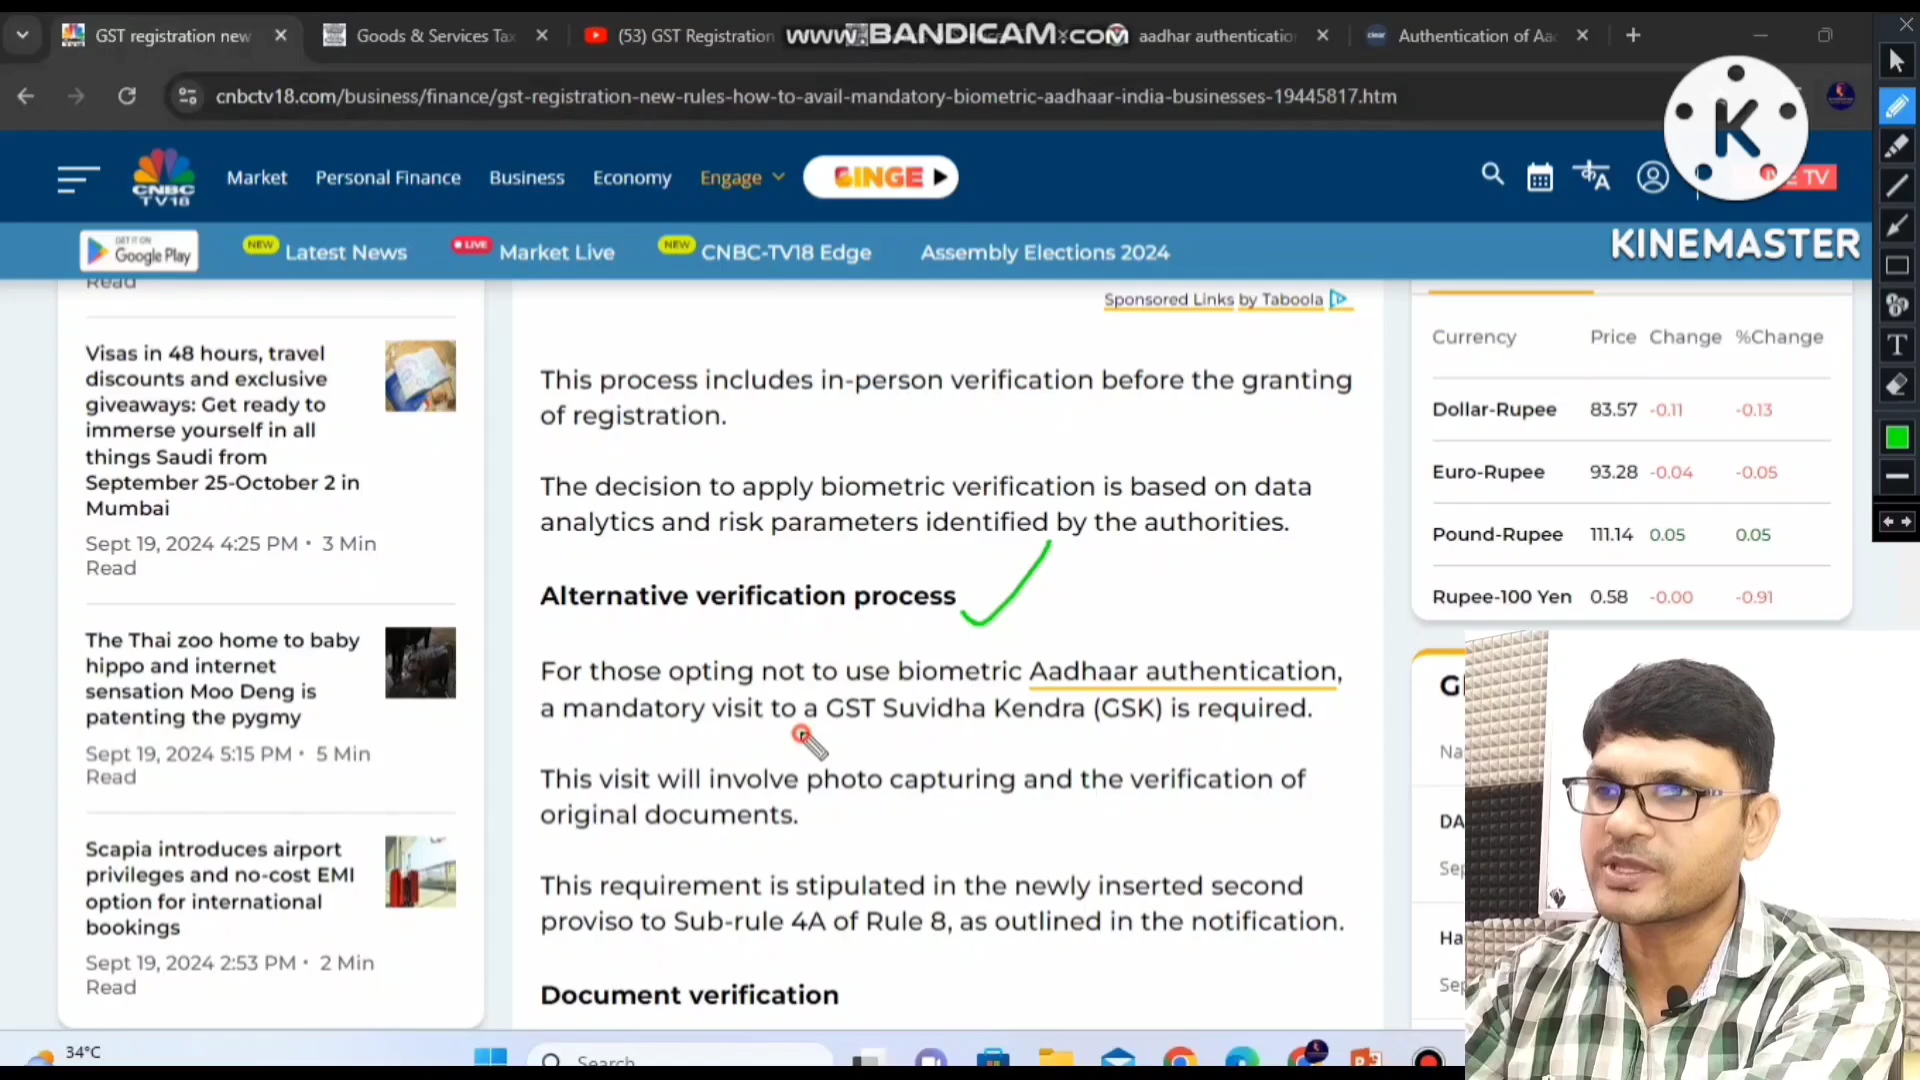 GST registration new
Goods & Services Tax
(53) GST Registration
www.BANDICAM.com
aadhar authentication
Authentication of Aad
cnbctv18.com/business/finance/gst-registration-new-rules-how-to-avail-mandatory-biometric-aadhaar-india-businesses-19445817.htm
K
CNBC
TV18
Market
Personal Finance
Business
Economy
Engage
BINGE
TV
GET IT ON
Google Play
NEW
Latest News
LIVE
Market Live
NEW
CNBC-TV18 Edge
Assembly Elections 2024
KINEMASTER
Read
Visas in 48 hours, travel
discounts and exclusive
giveaways: Get ready to
immerse yourself in all
things Saudi from
September 25-October 2 in
Mumbai
Sept 19, 2024 4:25 PM • 3 Min
Read
The Thai zoo home to baby
hippo and internet
sensation Moo Deng is
patenting the pygmy
Sept 19, 2024 5:15 PM • 5 Min
Read
Scapia introduces airport
privileges and no-cost EMI
option for international
bookings
Sept 19, 2024 2:53 PM • 2 Min
Read
Sponsored Links by Taboola
This process includes in-person verification before the granting
of registration.
The decision to apply biometric verification is based on data
analytics and risk parameters identified by the authorities.
Alternative verification process
For those opting not to use biometric Aadhaar authentication,
a mandatory visit to a GST Suvidha Kendra (GSK) is required.
This visit will involve photo capturing and the verification of
original documents.
This requirement is stipulated in the newly inserted second
proviso to Sub-rule 4A of Rule 8, as outlined in the notification.
Document verification
Currency Price Change %Change
Dollar-Rupee 83.57 -0.11 -0.13
Euro-Rupee 93.28 -0.04 -0.05
Pound-Rupee 111.14 0.05 0.05
Rupee-100 Yen 0.58 -0.00 -0.91
34°C
Search